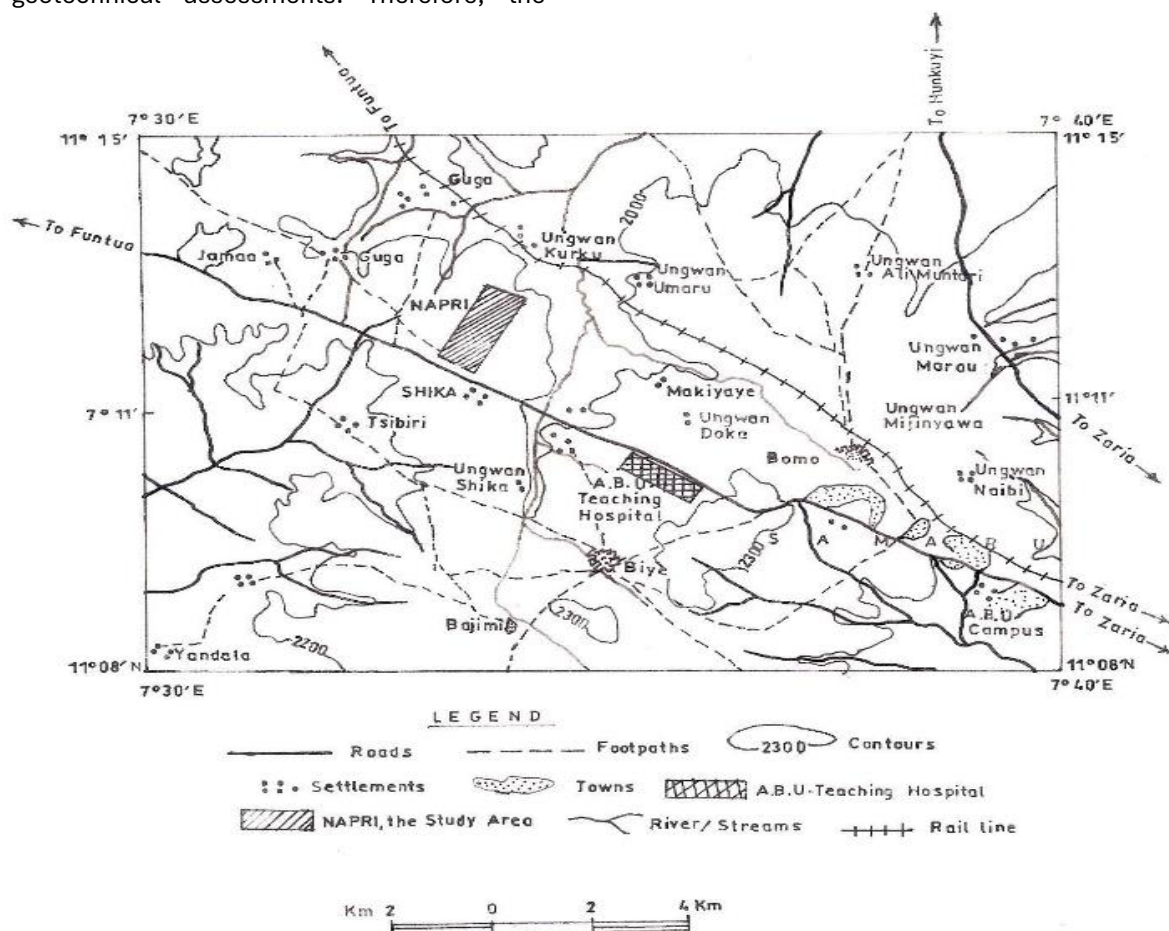 geotechnical assessments. Therefore, the
To Funtua
To Hunkuyi
7° 30′E
7° 40′E
11° 15′
11° 15′
Guga
To Funtua
Jamaa
Guga
Ungwan
Kurku
2000
Ungwan
Umaru
Ungwan
Ali Muntari
NAPRI
Ungwan
Marau
SHIKA
Makiyaye
7° 11′
11° 11′
Tsibiri
Ungwan
Doka
Ungwan
Mijinyawa
To Zaria
Bomo
Ungwan
Shika
A.B.U
Teaching
Hospital
Ungwan
Naibi
S A M A R U
2300
Biye
To Zaria
To Zaria
A.B.U
Campus
Bajimi
2300
2200
Yandala
11° 08′N
11° 08′N
7° 30′E
7° 40′E
LEGEND
Roads
Footpaths
2300
Contours
Settlements
Towns
A.B.U-Teaching Hospital
NAPRI, the Study Area
River/Streams
Rail line
Km 2 0 2 4 Km